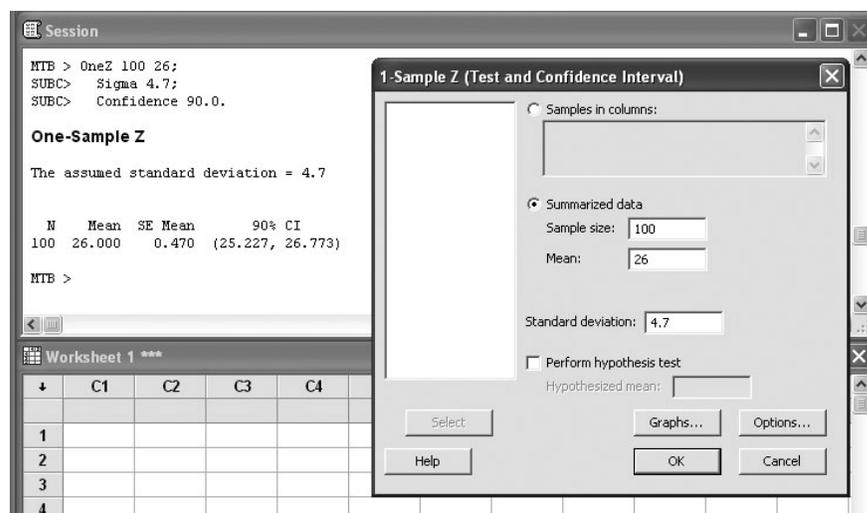 Session
MTB > OneZ 100 26;
SUBC>   Sigma 4.7;
SUBC>   Confidence 90.0.
One-Sample Z
The assumed standard deviation = 4.7
N   Mean   SE Mean   90% CI
100   26.000   0.470   (25.227, 26.773)
MTB >
1-Sample Z (Test and Confidence Interval)
Samples in columns:
Summarized data
Sample size: 100
Mean: 26
Standard deviation: 4.7
Perform hypothesis test
Hypothesized mean:
Select   Graphs...   Options...
Help   OK   Cancel
Worksheet 1 ***
C1   C2   C3   C4
1
2
3
4